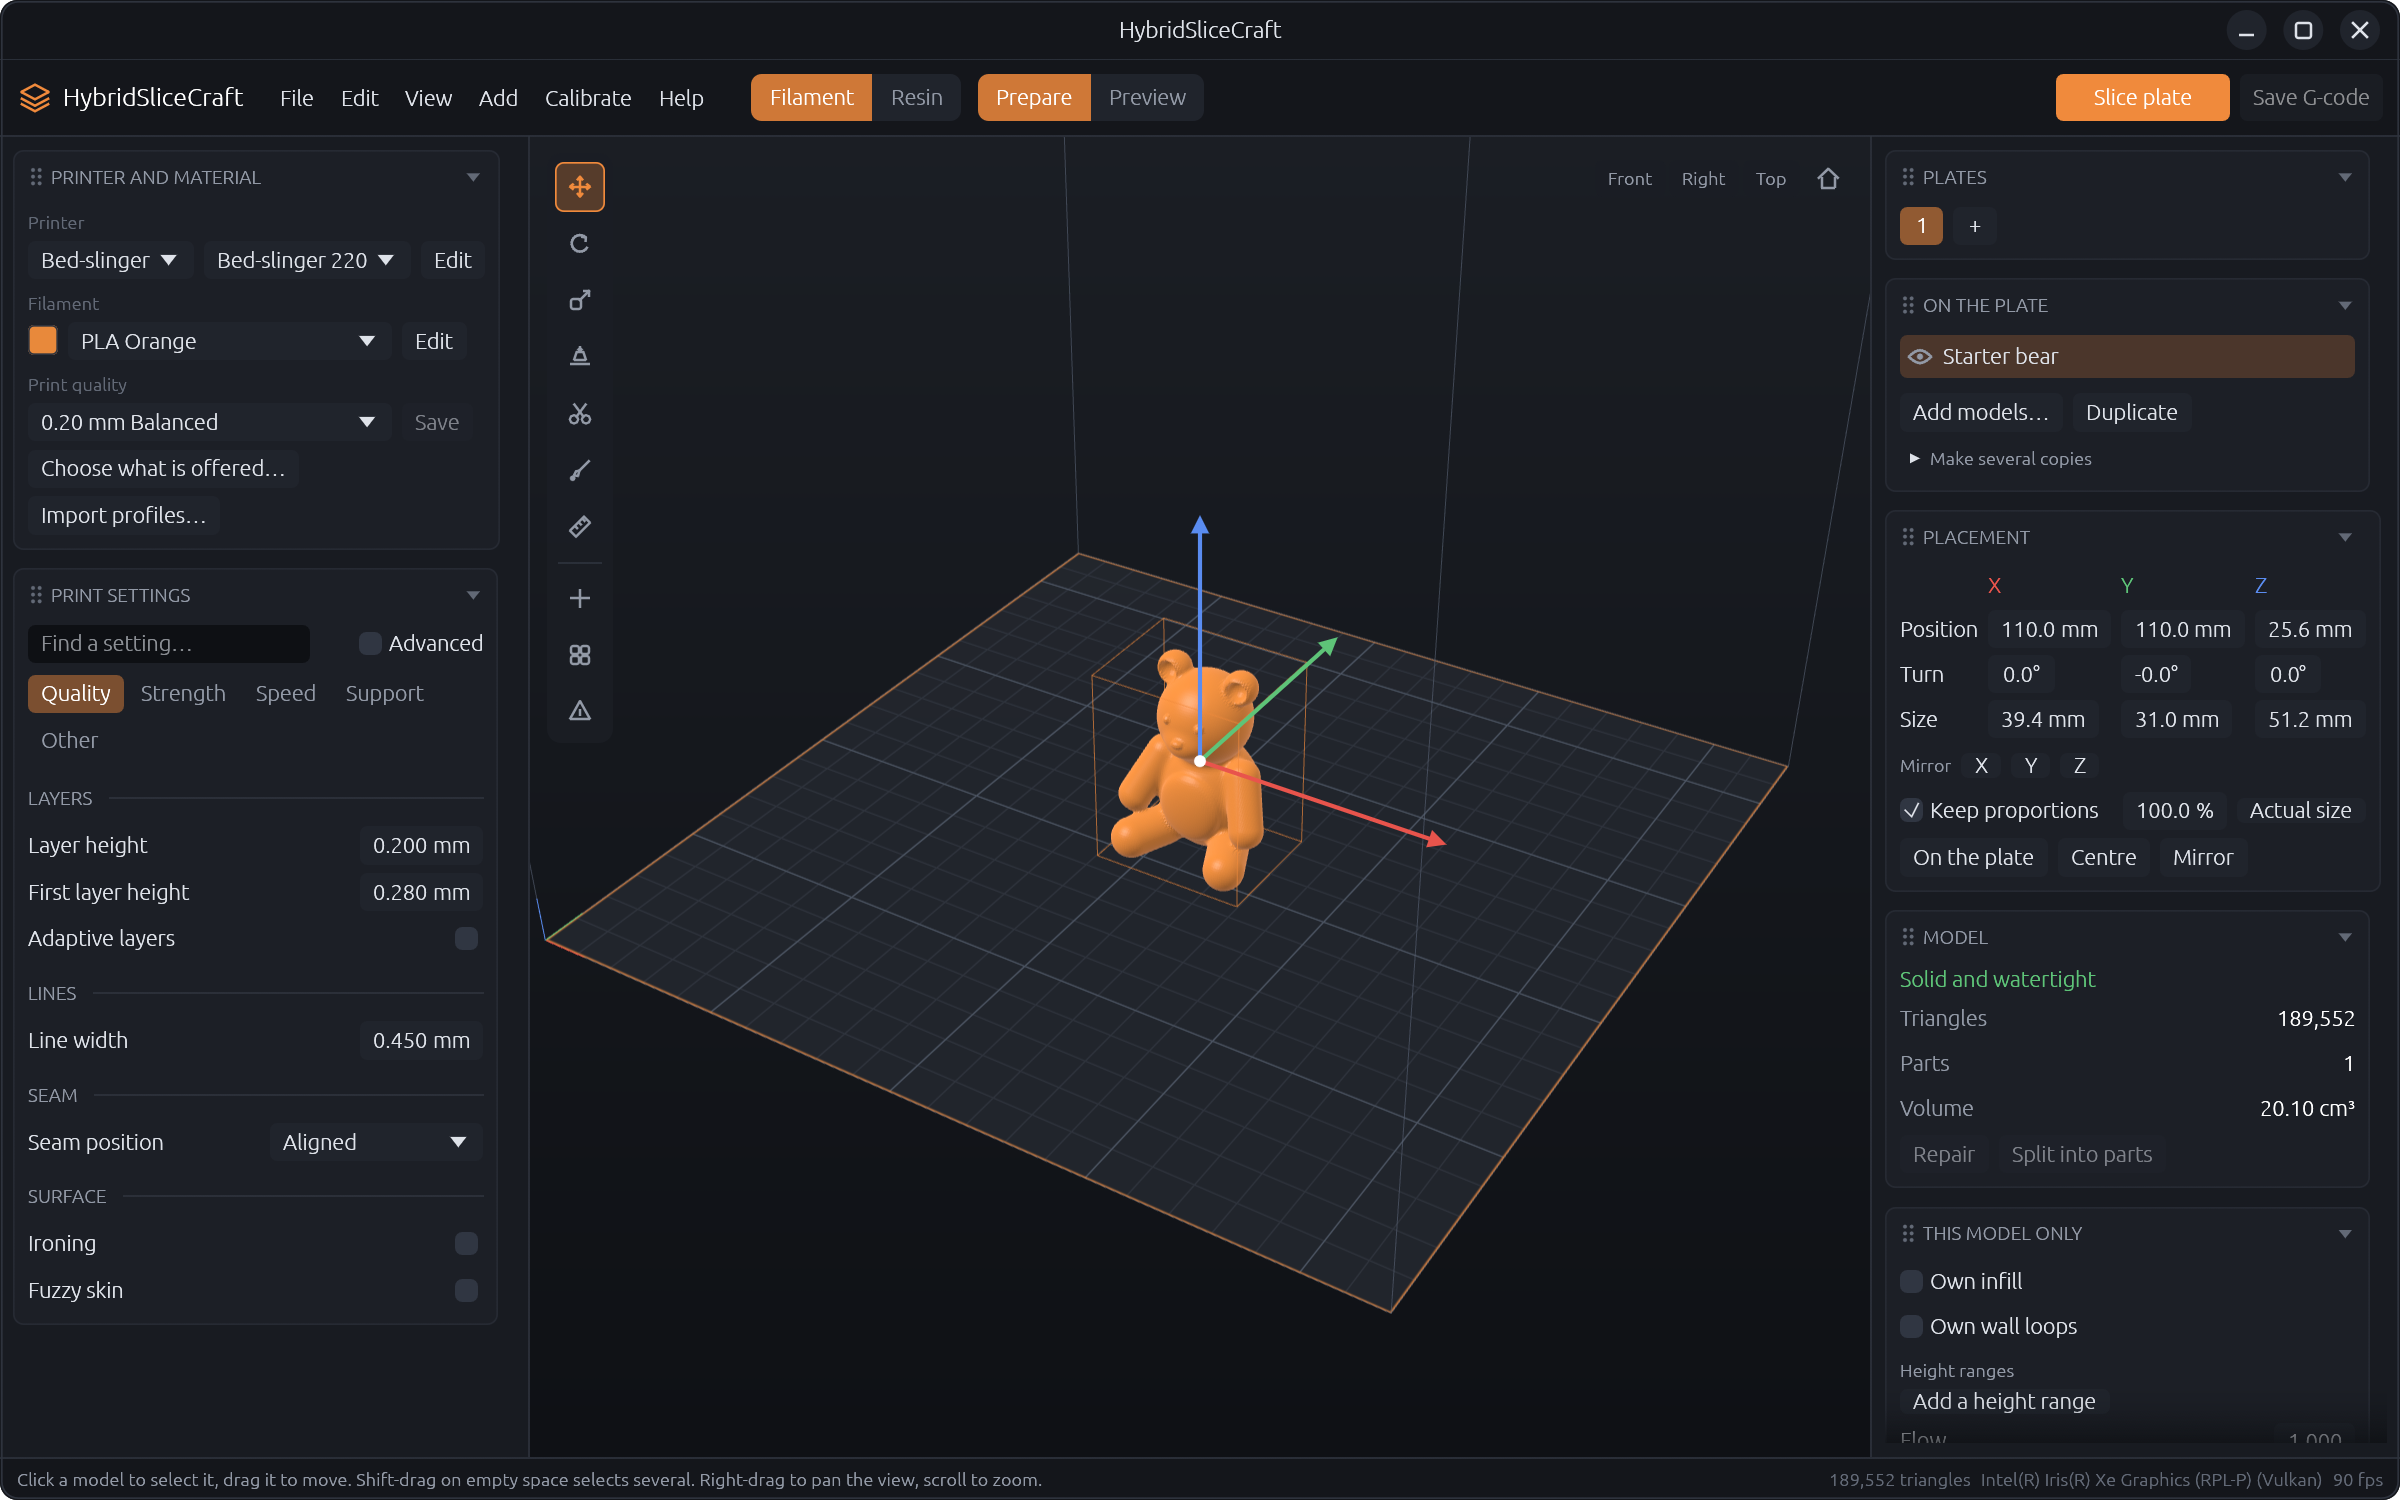 HybridSliceCraft
HybridSliceCraft File Edit View Add Calibrate Help Filament Resin Prepare Preview Slice plate Save G-code
PRINTER AND MATERIAL
Printer
Bed-slinger Bed-slinger 220 Edit
Filament
PLA Orange Edit
Print quality
0.20 mm Balanced Save
Choose what is offered...
Import profiles...
PRINT SETTINGS
Find a setting... Advanced
Quality Strength Speed Support
Other
LAYERS
Layer height 0.200 mm
First layer height 0.280 mm
Adaptive layers
LINES
Line width 0.450 mm
SEAM
Seam position Aligned
SURFACE
Ironing
Fuzzy skin
Front Right Top
PLATES
1 +
ON THE PLATE
Starter bear
Add models... Duplicate
Make several copies
PLACEMENT
X Y Z
Position 110.0 mm 110.0 mm 25.6 mm
Turn 0.0° -0.0° 0.0°
Size 39.4 mm 31.0 mm 51.2 mm
Mirror X Y Z
Keep proportions 100.0 % Actual size
On the plate Centre Mirror
MODEL
Solid and watertight
Triangles 189,552
Parts 1
Volume 20.10 cm³
Repair Split into parts
THIS MODEL ONLY
Own infill
Own wall loops
Height ranges
Add a height range
Flow 1.000
Click a model to select it, drag it to move. Shift-drag on empty space selects several. Right-drag to pan the view, scroll to zoom.
189,552 triangles Intel(R) Iris(R) Xe Graphics (RPL-P) (Vulkan) 90 fps